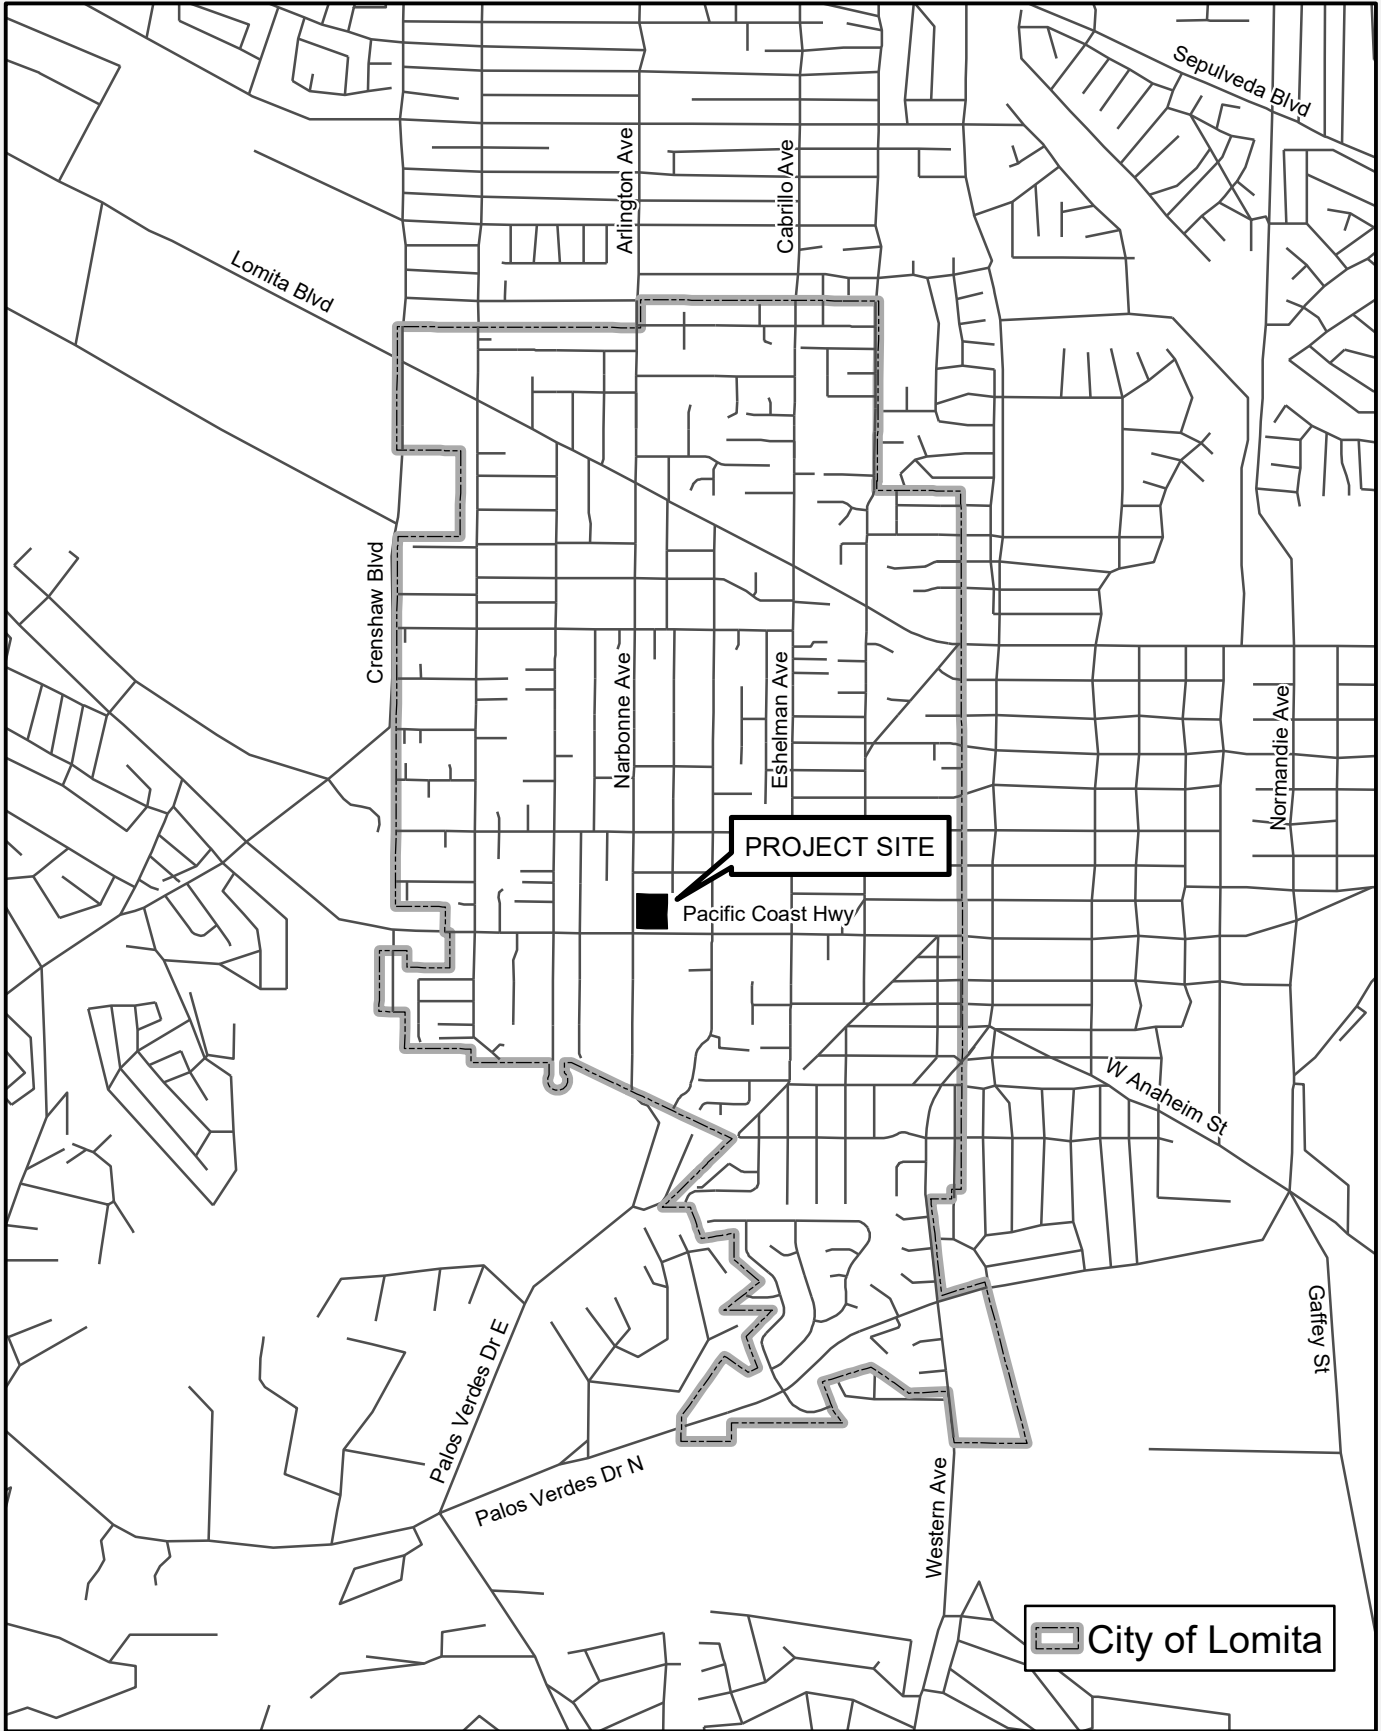 Sepulveda Blvd
Arlington Ave
Cabrillo Ave
Lomita Blvd
Crenshaw Blvd
Narbonne Ave
Eshelman Ave
Normandie Ave
PROJECT SITE
Pacific Coast Hwy
W Anaheim St
Gaffey St
Palos Verdes Dr E
Palos Verdes Dr N
Western Ave
City of Lomita